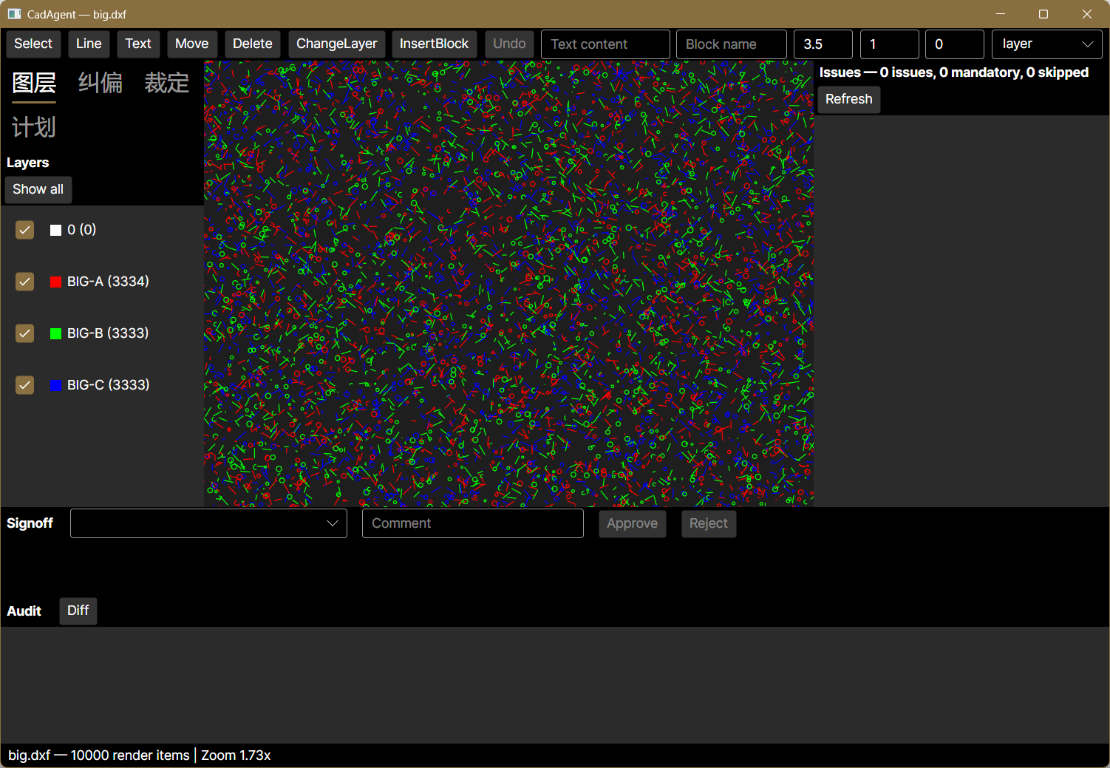 CadAgent — big.dxf
Select Line Text Move Delete ChangeLayer InsertBlock Undo Text content Block name 3.5 1 0 layer
图层 纠偏 裁定
计划
Layers
Show all
0 (0)
BIG-A (3334)
BIG-B (3333)
BIG-C (3333)
Issues — 0 issues, 0 mandatory, 0 skipped
Refresh
Signoff Comment Approve Reject
Audit Diff
big.dxf — 10000 render items | Zoom 1.73x